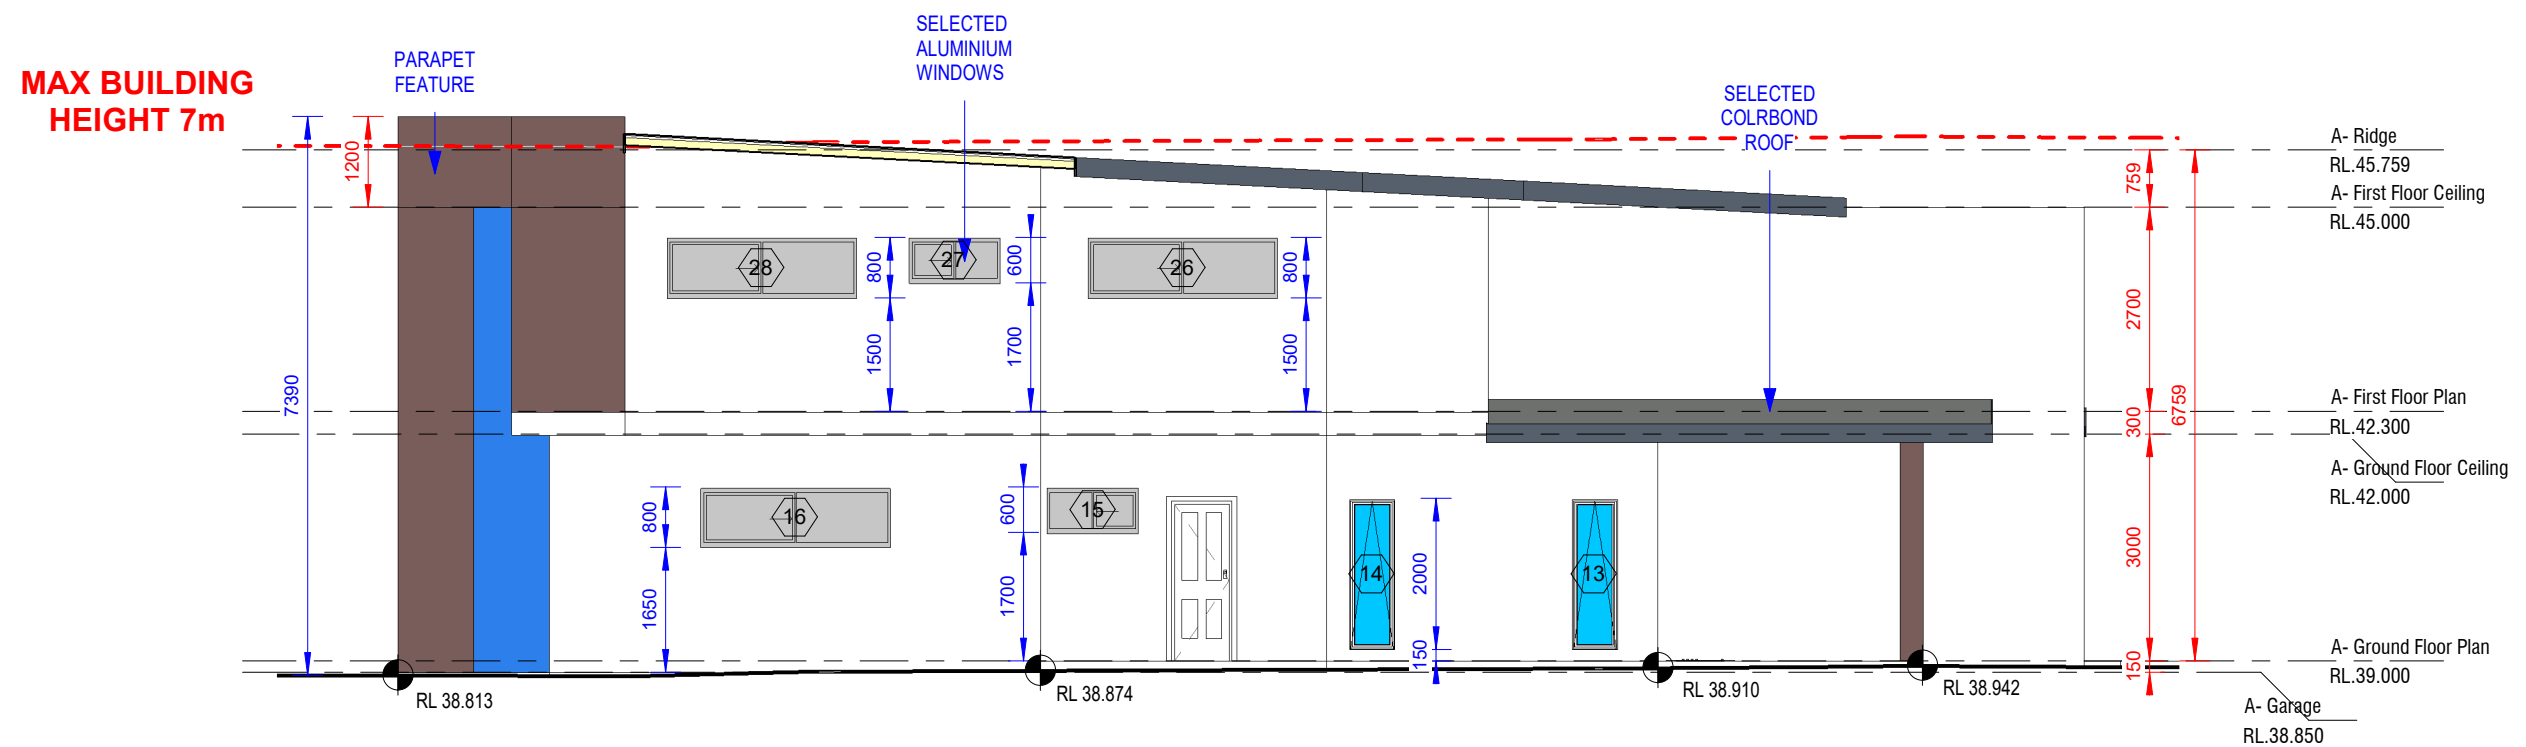 SELECTED
ALUMINIUM
WINDOWS
PARAPET
FEATURE
MAX BUILDING
HEIGHT 7m
SELECTED
COLRBOND
ROOF
A- Ridge
RL.45.759
A- First Floor Ceiling
RL.45.000
A- First Floor Plan
RL.42.300
A- Ground Floor Ceiling
RL.42.000
A- Ground Floor Plan
RL.39.000
A- Garage
RL.38.850
7390
1200
28
800
1500
27
600
1700
26
800
1500
759
2700
300
3000
150
6759
16
800
1650
15
600
1700
14
2000
150
13
RL 38.813
RL 38.874
RL 38.910
RL 38.942